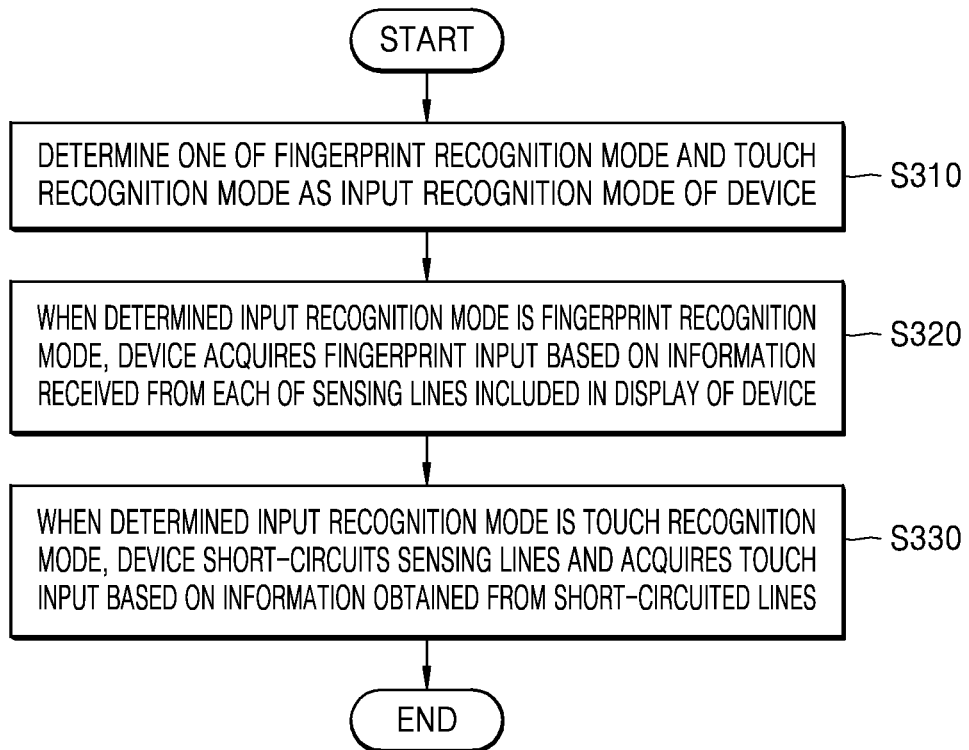 START
DETERMINE ONE OF FINGERPRINT RECOGNITION MODE AND TOUCH
RECOGNITION MODE AS INPUT RECOGNITION MODE OF DEVICE
S310
WHEN DETERMINED INPUT RECOGNITION MODE IS FINGERPRINT RECOGNITION
MODE, DEVICE ACQUIRES FINGERPRINT INPUT BASED ON INFORMATION
RECEIVED FROM EACH OF SENSING LINES INCLUDED IN DISPLAY OF DEVICE
S320
WHEN DETERMINED INPUT RECOGNITION MODE IS TOUCH RECOGNITION
MODE, DEVICE SHORT-CIRCUITS SENSING LINES AND ACQUIRES TOUCH
INPUT BASED ON INFORMATION OBTAINED FROM SHORT-CIRCUITED LINES
S330
END